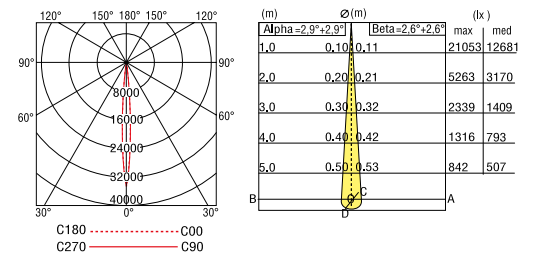 120° 150° 180° 150° 120°
90° 90°
8000
60° 16000 60°
24000
32000
40000
30° 0° 30°
C180 C00
C270 C90
(m) Ø(m) (lx)
Alpha=2,9°+2,9° Beta=2,6°+2,6° max med
1,0 0,10 0,11 21053 12681
2,0 0,20 0,21 5263 3170
3,0 0,30 0,32 2339 1409
4,0 0,40 0,42 1316 793
5,0 0,50 0,53 842 507
C
B A
D